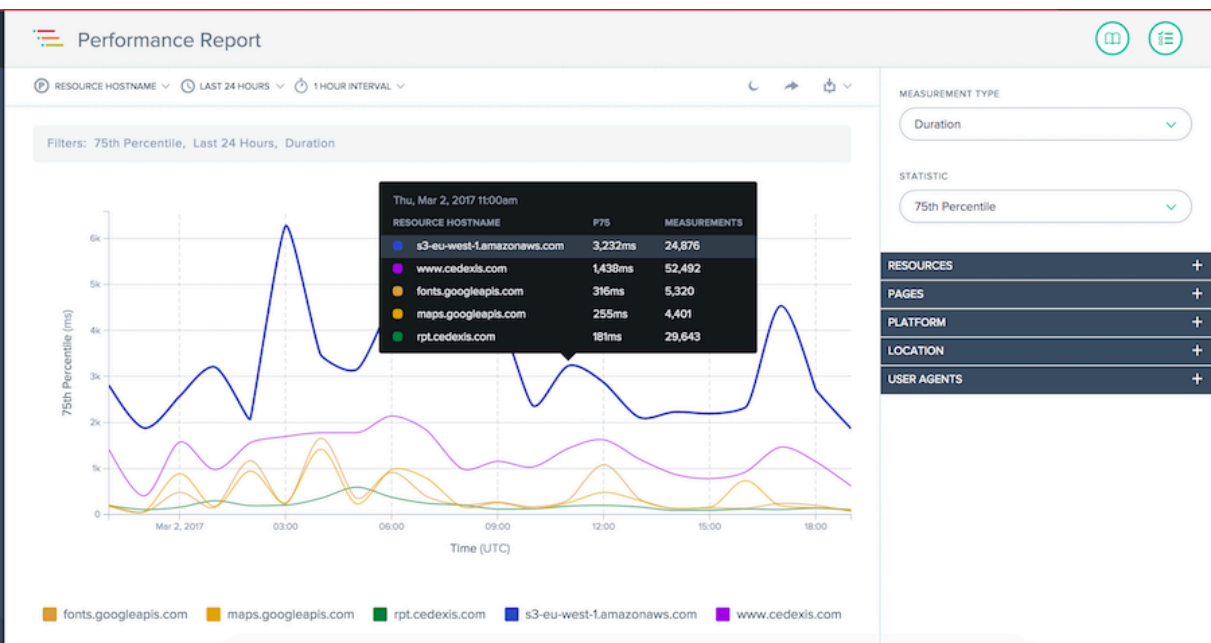 Performance Report
RESOURCE HOSTNAME LAST 24 HOURS 1 HOUR INTERVAL
Filters: 75th Percentile, Last 24 Hours, Duration
Thu, Mar 2, 2017 11:00am
RESOURCE HOSTNAME P75 MEASUREMENTS
s3-eu-west-1.amazonaws.com 3,232ms 24,876
www.cedexis.com 1,438ms 52,492
fonts.googleapis.com 316ms 5,320
maps.googleapis.com 255ms 4,401
rpt.cedexis.com 181ms 29,643
75th Percentile (ms)
6k
5k
4k
3k
2k
1k
0
Mar 2, 2017 03:00 06:00 09:00 12:00 15:00 18:00
Time (UTC)
fonts.googleapis.com maps.googleapis.com rpt.cedexis.com s3-eu-west-1.amazonaws.com www.cedexis.com
MEASUREMENT TYPE
Duration
STATISTIC
75th Percentile
RESOURCES +
PAGES +
PLATFORM +
LOCATION +
USER AGENTS +